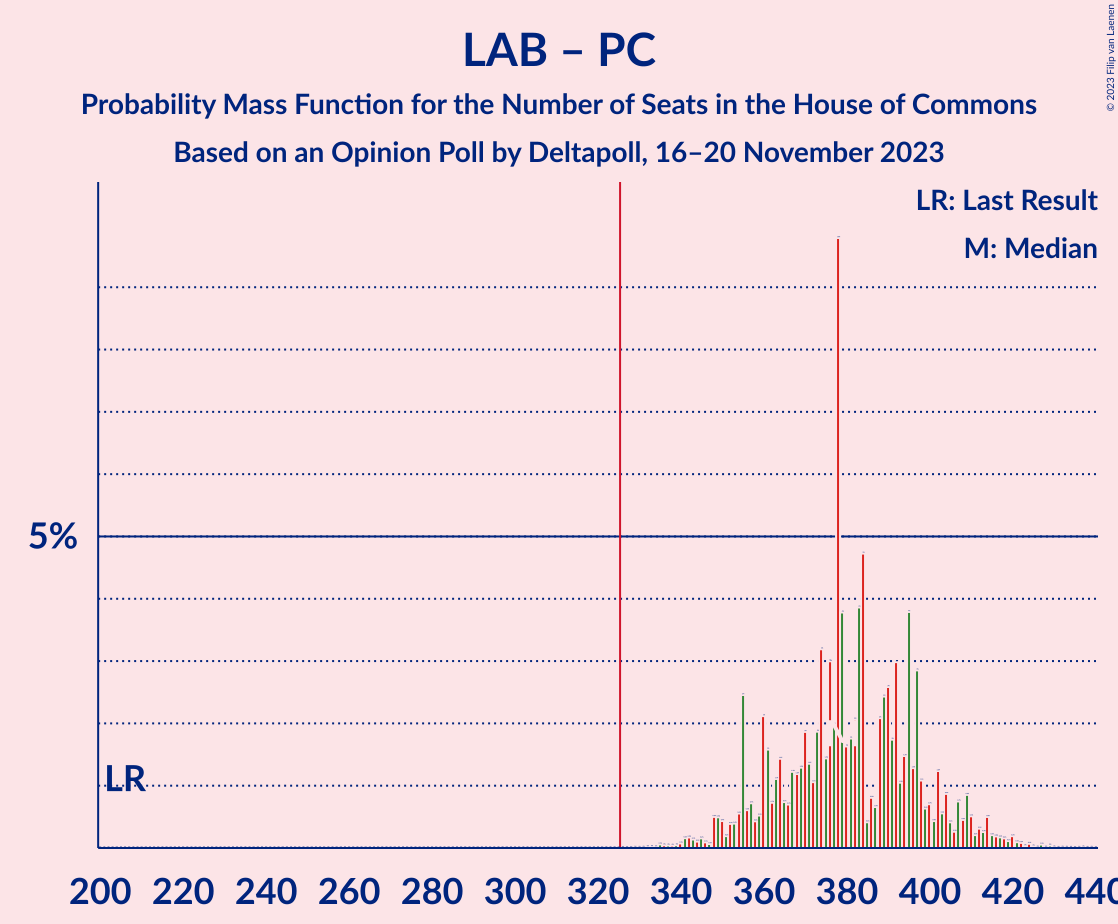 LAB – PC
Probability Mass Function for the Number of Seats in the House of Commons
Based on an Opinion Poll by Deltapoll, 16–20 November 2023
© 2023 Filip van Laenen
LR: Last Result
M: Median
5%
LR
200 220 240 260 280 300 320 340 360 380 400 420 440